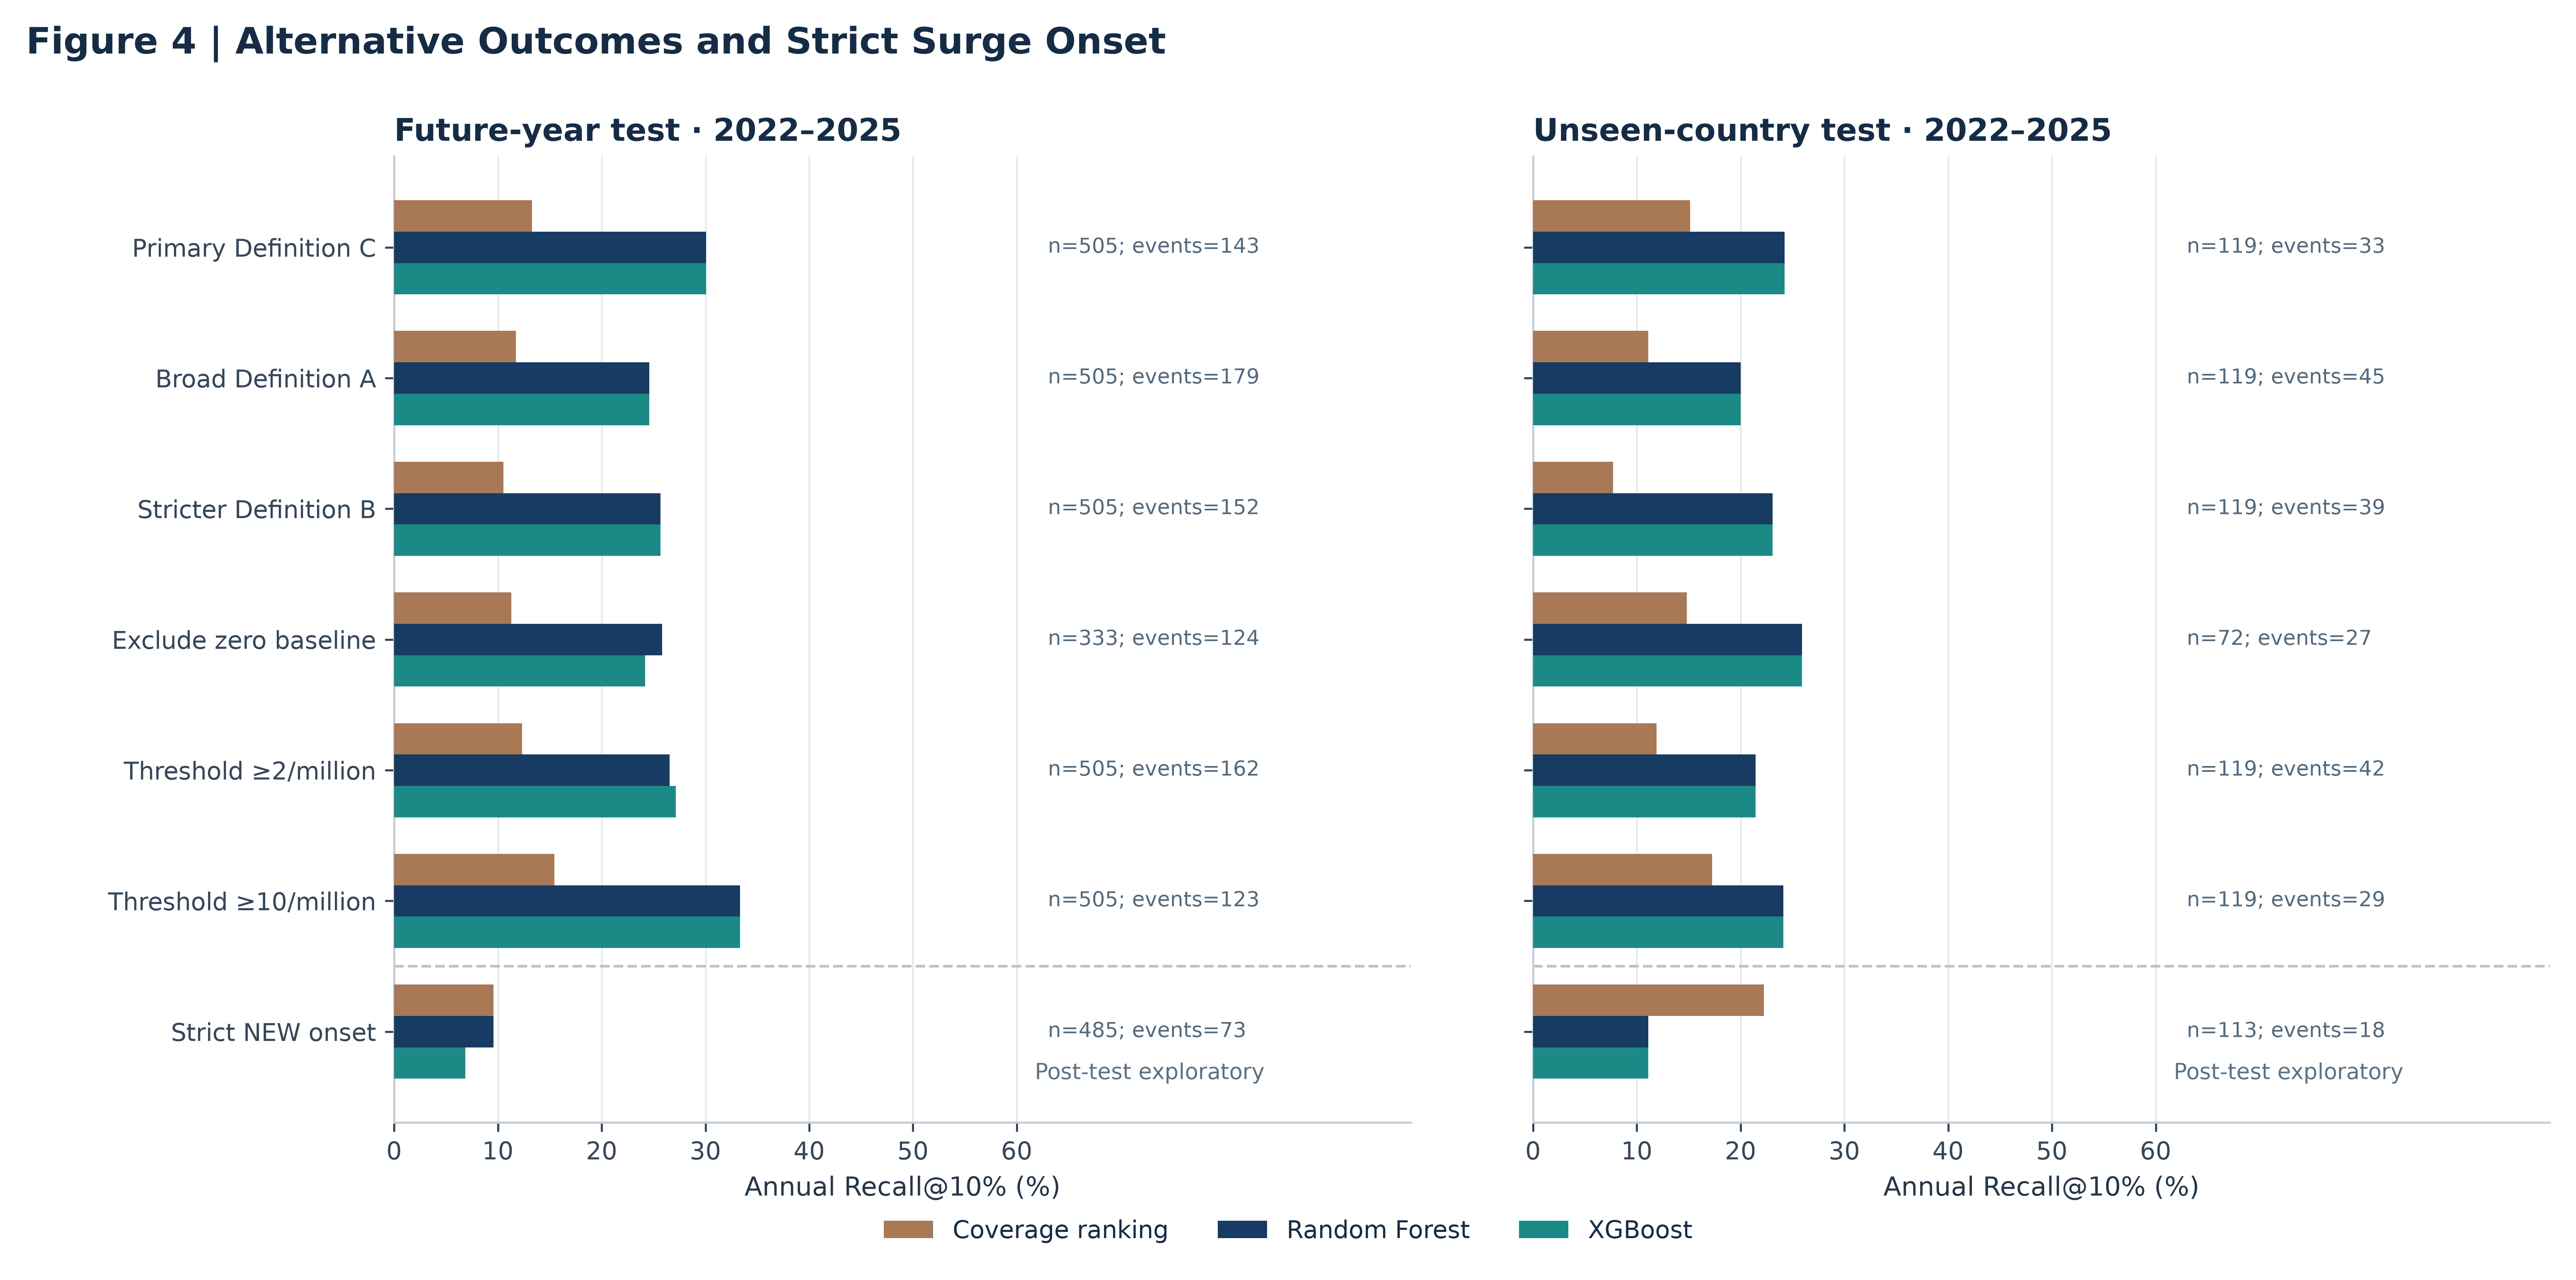 Figure 4 | Alternative Outcomes and Strict Surge Onset
Future-year test · 2022–2025
Primary Definition C
n=505; events=143
Broad Definition A
n=505; events=179
Stricter Definition B
n=505; events=152
Exclude zero baseline
n=333; events=124
Threshold ≥2/million
n=505; events=162
Threshold ≥10/million
n=505; events=123
Strict NEW onset
n=485; events=73
Post-test exploratory
0 10 20 30 40 50 60
Annual Recall@10% (%)
Unseen-country test · 2022–2025
n=119; events=33
n=119; events=45
n=119; events=39
n=72; events=27
n=119; events=42
n=119; events=29
n=113; events=18
Post-test exploratory
0 10 20 30 40 50 60
Annual Recall@10% (%)
Coverage ranking Random Forest XGBoost